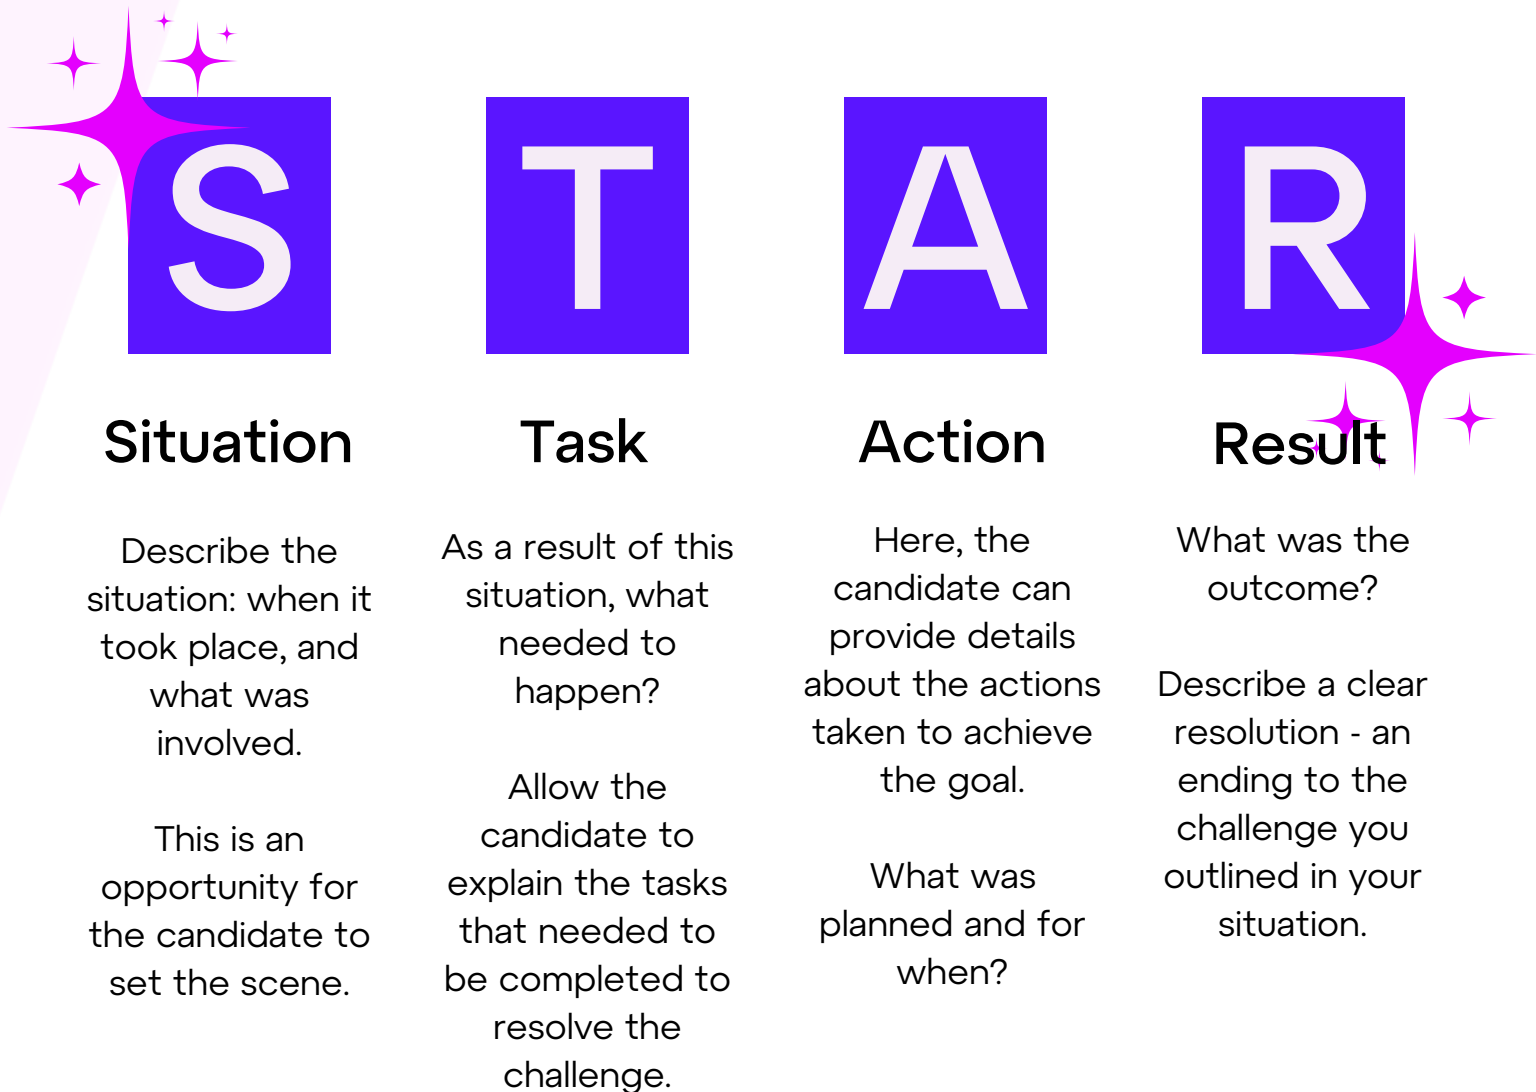 S
T
A
R
Situation
Describe the
situation: when it
took place, and
what was
involved.
This is an
opportunity for
the candidate to
set the scene.
Task
As a result of this
situation, what
needed to
happen?
Allow the
candidate to
explain the tasks
that needed to
be completed to
resolve the
challenge.
Action
Here, the
candidate can
provide details
about the actions
taken to achieve
the goal.
What was
planned and for
when?
Result
What was the
outcome?
Describe a clear
resolution - an
ending to the
challenge you
outlined in your
situation.